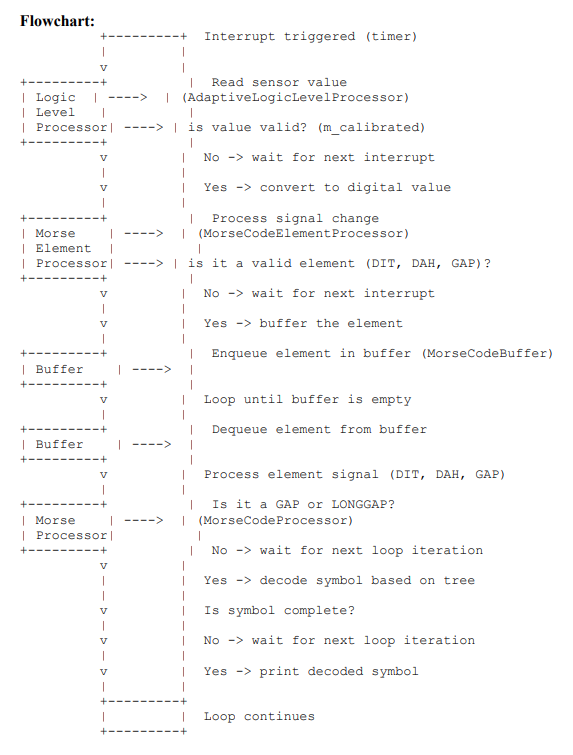 Flowchart:
+---------+ Interrupt triggered (timer)
| |
v |
+---------+ | Read sensor value
| Logic | ----> | (AdaptiveLogicLevelProcessor)
| Level | |
| Processor| ----> | is value valid? (m_calibrated)
+---------+ |
v | No -> wait for next interrupt
| |
v | Yes -> convert to digital value
| |
+---------+ | Process signal change
| Morse | ----> | (MorseCodeElementProcessor)
| Element | |
| Processor| ----> | is it a valid element (DIT, DAH, GAP)?
+---------+ |
v | No -> wait for next interrupt
| |
v | Yes -> buffer the element
| |
+---------+ | Enqueue element in buffer (MorseCodeBuffer)
| Buffer | ----> |
+---------+ |
v | Loop until buffer is empty
| |
+---------+ | Dequeue element from buffer
| Buffer | ----> |
+---------+ |
v | Process element signal (DIT, DAH, GAP)
| |
+---------+ | Is it a GAP or LONGGAP?
| Morse | ----> | (MorseCodeProcessor)
| Processor| |
+---------+ | No -> wait for next loop iteration
v |
| | Yes -> decode symbol based on tree
| |
v | Is symbol complete?
| |
v | No -> wait for next loop iteration
| |
v | Yes -> print decoded symbol
| |
+---------+
| | Loop continues
+---------+